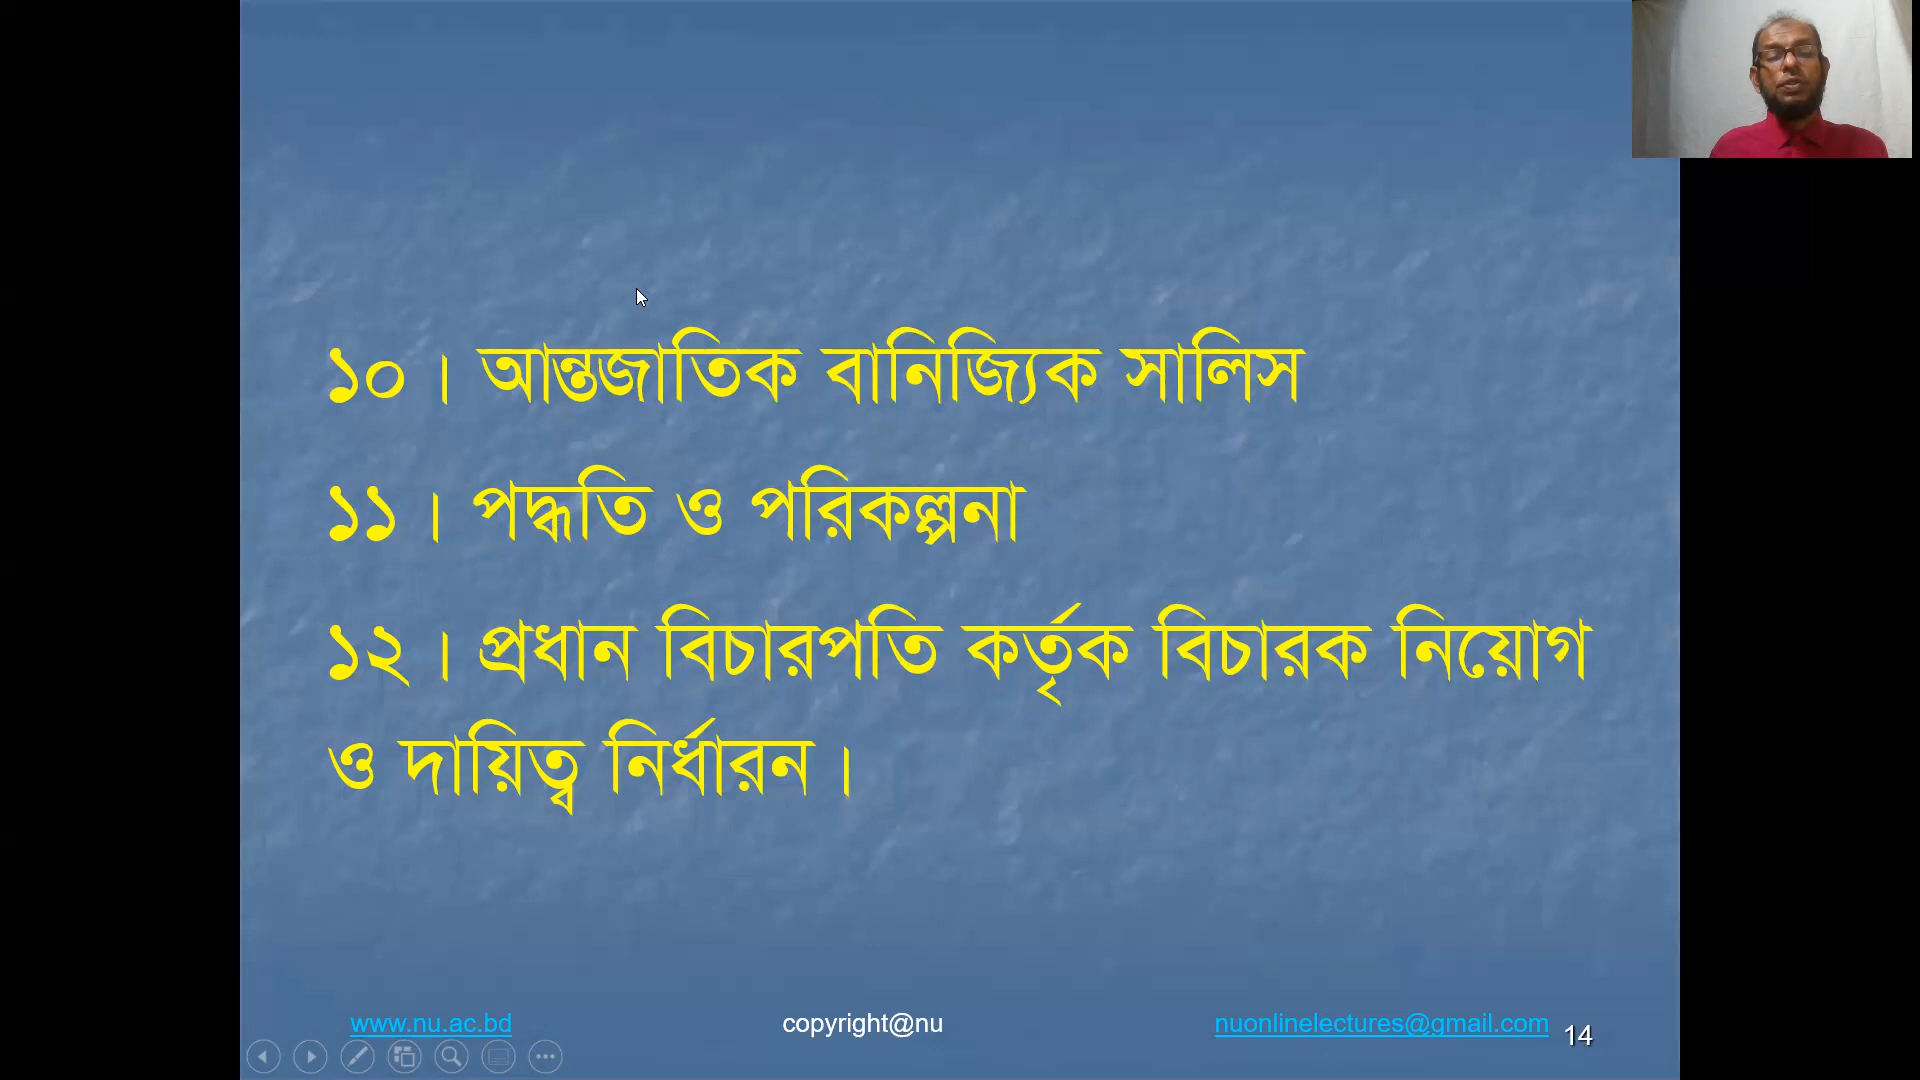 ১০। আন্তজাতিক বানিজ্যিক সালিস
১১। পদ্ধতি ও পরিকল্পনা
১২। প্রধান বিচারপতি কর্তৃক বিচারক নিয়োগ
ও দায়িত্ব নির্ধারন।
www.nu.ac.bd copyright@nu nuonlinelectures@gmail.com 14